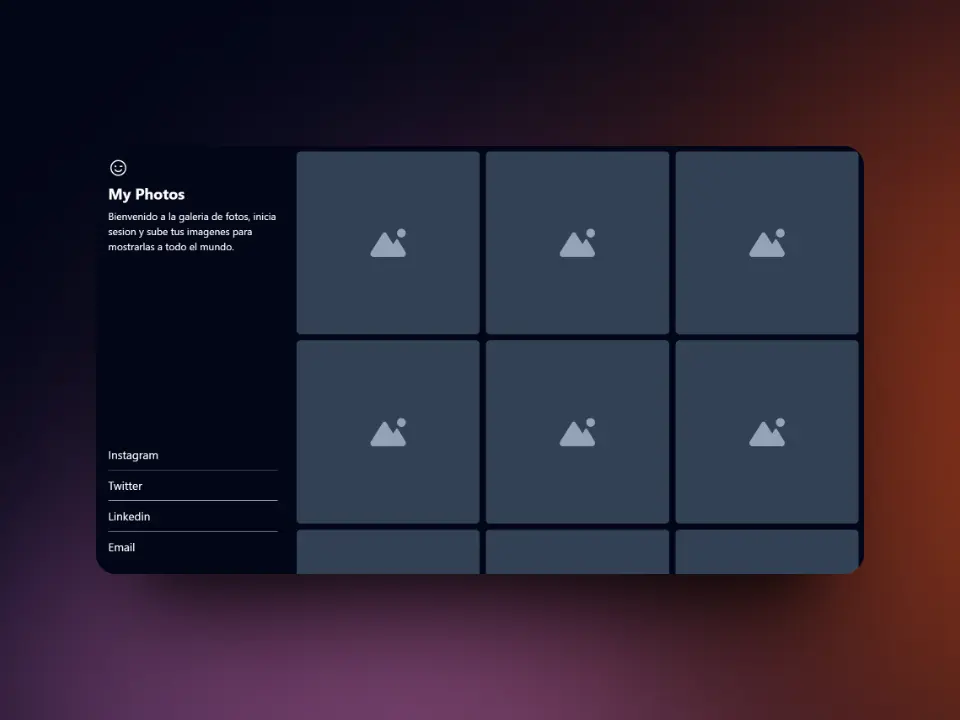 My Photos
Bienvenido a la galeria de fotos, inicia
sesion y sube tus imagenes para
mostrarlas a todo el mundo.
Instagram
Twitter
Linkedin
Email